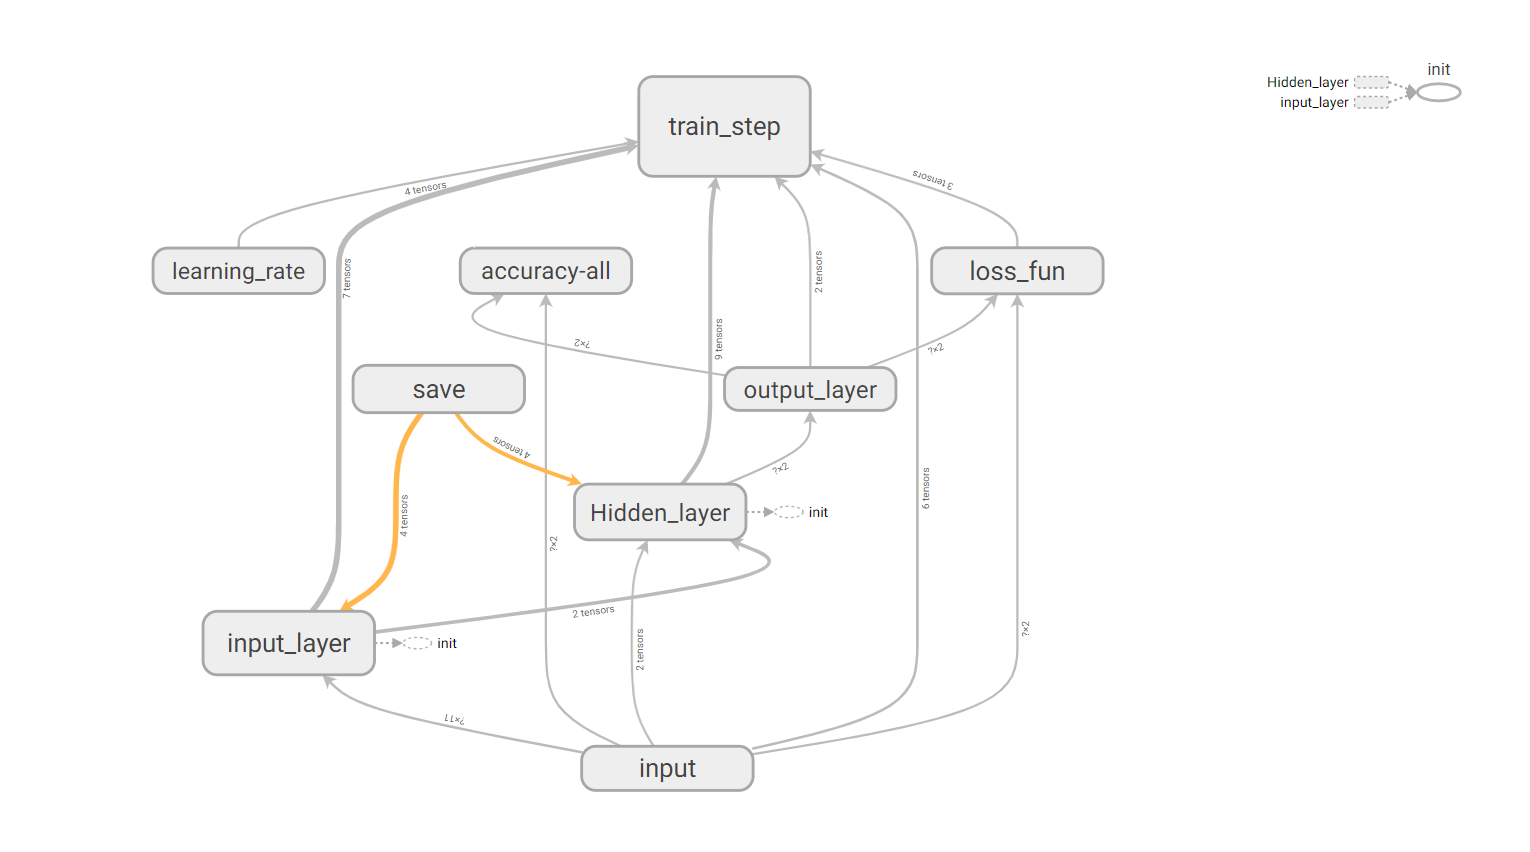 init
Hidden_layer
input_layer
train_step
4 tensors
3 tensors
learning_rate
7 tensors
accuracy-all
2 tensors
loss_fun
?×2
9 tensors
?×2
save
output_layer
4 tensors
?×2
4 tensors
6 tensors
Hidden_layer
init
?×2
2 tensors
input_layer
init
2 tensors
?×2
?×11
input